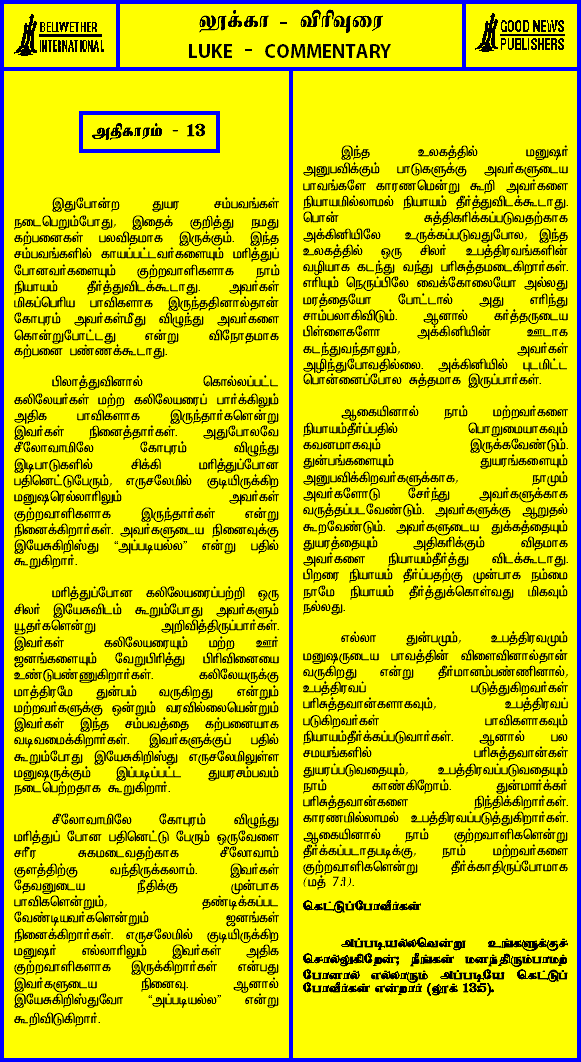 BELLWETHER
INTERNATIONAL
லூக்கா - விரிவுரை
LUKE - COMMENTARY
GOOD NEWS
PUBLISHERS
அதிகாரம் - 13
இதுபோன்ற துயர சம்பவங்கள்
நடைபெறும்போது, இதைக் குறித்து நமது
கற்பனைகள் பலவிதமாக இருக்கும். இந்த
சம்பவங்களில் காயப்பட்டவர்களையும் மரித்துப்
போனவர்களையும் குற்றவாளிகளாக நாம்
நியாயம் தீர்த்துவிடக்கூடாது. அவர்கள்
மிகப்பெரிய பாவிகளாக இருந்ததினால்தான்
கோபுரம் அவர்கள்மீது விழுந்து அவர்களை
கொன்றுபோட்டது என்று வினோதமாக
கற்பனை பண்ணக்கூடாது.
பிலாத்துவினால் கொல்லப்பட்ட
கலிலேயர்கள் மற்ற கலிலேயரைப் பார்க்கிலும்
அதிக பாவிகளாக இருந்தார்களென்று
இவர்கள் நினைத்தார்கள். அதுபோலவே
சீலோவாமிலே கோபுரம் விழுந்து
இடிபாடுகளில் சிக்கி மரித்துப்போன
பதினெட்டுபேரும், எருசலேமில் குடியிருக்கிற
மனுஷரெல்லாரிலும் அவர்கள்
குற்றவாளிகளாக இருந்தார்கள் என்று
நினைக்கிறார்கள். அவர்களுடைய நினைவுக்கு
இயேசுகிறிஸ்து “அப்படியல்ல” என்று பதில்
கூறுகிறார்.
மரித்துப்போன கலிலேயரைப்பற்றி ஒரு
சிலர் இயேசுவிடம் கூறும்போது அவர்களும்
யூதர்களென்று அறிவித்திருப்பார்கள்.
இவர்கள் கலிலேயரையும் மற்ற ஊர்
ஜனங்களையும் வேறுபிரித்து பிரிவினையை
உண்டுபண்ணுகிறார்கள். கலிலேயருக்கு
மாத்திரமே துன்பம் வருகிறது என்றும்
மற்றவர்களுக்கு ஒன்றும் வரவில்லையென்றும்
இவர்கள் இந்த சம்பவத்தை கற்பனையாக
வடிவமைக்கிறார்கள். இவர்களுக்குப் பதில்
கூறும்போது இயேசுகிறிஸ்து எருசலேமிலுள்ள
மனுஷருக்கும் இப்படிப்பட்ட துயரசம்பவம்
நடைபெற்றதாக கூறுகிறார்.
சீலோவாமிலே கோபுரம் விழுந்து
மரித்துப் போன பதினெட்டு பேரும் ஒருவேளை
சரீர சுகமடைவதற்காக சீலோவாம்
குளத்திற்கு வந்திருக்கலாம். இவர்கள்
தேவனுடைய நீதிக்கு முன்பாக
பாவிகளென்றும், தண்டிக்கப்பட
வேண்டியவர்களென்றும் ஜனங்கள்
நினைக்கிறார்கள். எருசலேமில் குடியிருக்கிற
மனுஷர் எல்லாரிலும் இவர்கள் அதிக
குற்றவாளிகளாக இருக்கிறார்கள் என்பது
இவர்களுடைய நினைவு. ஆனால்
இயேசுகிறிஸ்துவோ “அப்படியல்ல” என்று
கூறிவிடுகிறார்.
இந்த உலகத்தில் மனுஷர்
அனுபவிக்கும் பாடுகளுக்கு அவர்களுடைய
பாவங்களே காரணமென்று கூறி அவர்களை
நியாயமில்லாமல் நியாயம் தீர்த்துவிடக்கூடாது.
பொன் சுத்திகரிக்கப்படுவதற்காக
அக்கினியிலே உருக்கப்படுவதுபோல, இந்த
உலகத்தில் ஒரு சிலர் உபத்திரவங்களின்
வழியாக கடந்து வந்து பரிசுத்தமடைகிறார்கள்.
எரியும் நெருப்பிலே வைக்கோலையோ அல்லது
மரத்தையோ போட்டால் அது எரிந்து
சாம்பலாகிவிடும். ஆனால் கர்த்தருடைய
பிள்ளைகளோ அக்கினியின் ஊடாக
கடந்துவந்தாலும், அவர்கள்
அழிந்துபோவதில்லை. அக்கினியில் புடமிட்ட
பொன்னைப்போல சுத்தமாக இருப்பார்கள்.
ஆகையினால் நாம் மற்றவர்களை
நியாயம்தீர்ப்பதில் பொறுமையாகவும்
கவனமாகவும் இருக்கவேண்டும்.
துன்பங்களையும் துயரங்களையும்
அனுபவிக்கிறவர்களுக்காக, நாமும்
அவர்களோடு சேர்ந்து அவர்களுக்காக
வருத்தப்படவேண்டும். அவர்களுக்கு ஆறுதல்
கூறவேண்டும். அவர்களுடைய துக்கத்தையும்
துயரத்தையும் அதிகரிக்கும் விதமாக
அவர்களை நியாயம்தீர்த்து விடக்கூடாது.
பிறரை நியாயம் தீர்ப்பதற்கு முன்பாக நம்மை
நாமே நியாயம் தீர்த்துக்கொள்வது மிகவும்
நல்லது.
எல்லா துன்பமும், உபத்திரவமும்
மனுஷருடைய பாவத்தின் விளைவினால்தான்
வருகிறது என்று தீர்மானம்பண்ணினால்,
உபத்திரவப் படுத்துகிறவர்கள்
பரிசுத்தவான்களாகவும், உபத்திரவப்
படுகிறவர்கள் பாவிகளாகவும்
நியாயம்தீர்க்கப்படுவார்கள். ஆனால் பல
சமயங்களில் பரிசுத்தவான்கள்
துயரப்படுவதையும், உபத்திரவப்படுவதையும்
நாம் காண்கிறோம். துன்மார்க்கர்
பரிசுத்தவான்களை நிந்திக்கிறார்கள்.
காரணமில்லாமல் உபத்திரவப்படுத்துகிறார்கள்.
ஆகையினால் நாம் குற்றவாளிகளென்று
தீர்க்கப்படாதபடிக்கு, நாம் மற்றவர்களை
குற்றவாளிகளென்று தீர்க்காதிருப்போமாக
(மத் 7:1).
கெட்டுப்போவீர்கள்
அப்படியல்லவென்று உங்களுக்குச்
சொல்லுகிறேன்; நீங்கள் மனந்திரும்பாமற்
போனால் எல்லாரும் அப்படியே கெட்டுப்
போவீர்கள் என்றார் (லூக் 13:5).